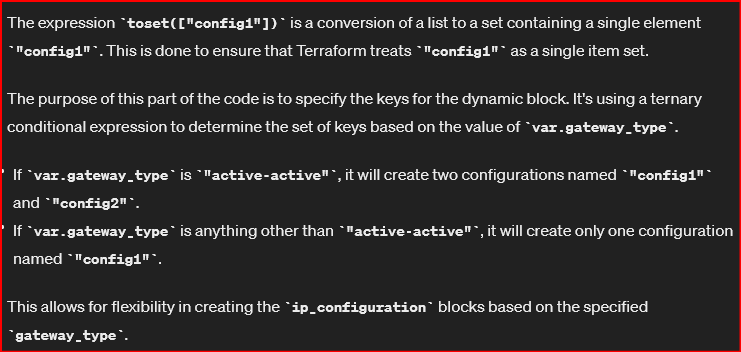 The expression `toset(["config1"])` is a conversion of a list to a set containing a single element
`"config1"`. This is done to ensure that Terraform treats `"config1"` as a single item set.
The purpose of this part of the code is to specify the keys for the dynamic block. It's using a ternary
conditional expression to determine the set of keys based on the value of `var.gateway_type`.
• If `var.gateway_type` is `"active-active"`, it will create two configurations named `"config1"`
and `"config2"`.
• If `var.gateway_type` is anything other than `"active-active"`, it will create only one configuration
named `"config1"`.
This allows for flexibility in creating the `ip_configuration` blocks based on the specified
`gateway_type`.